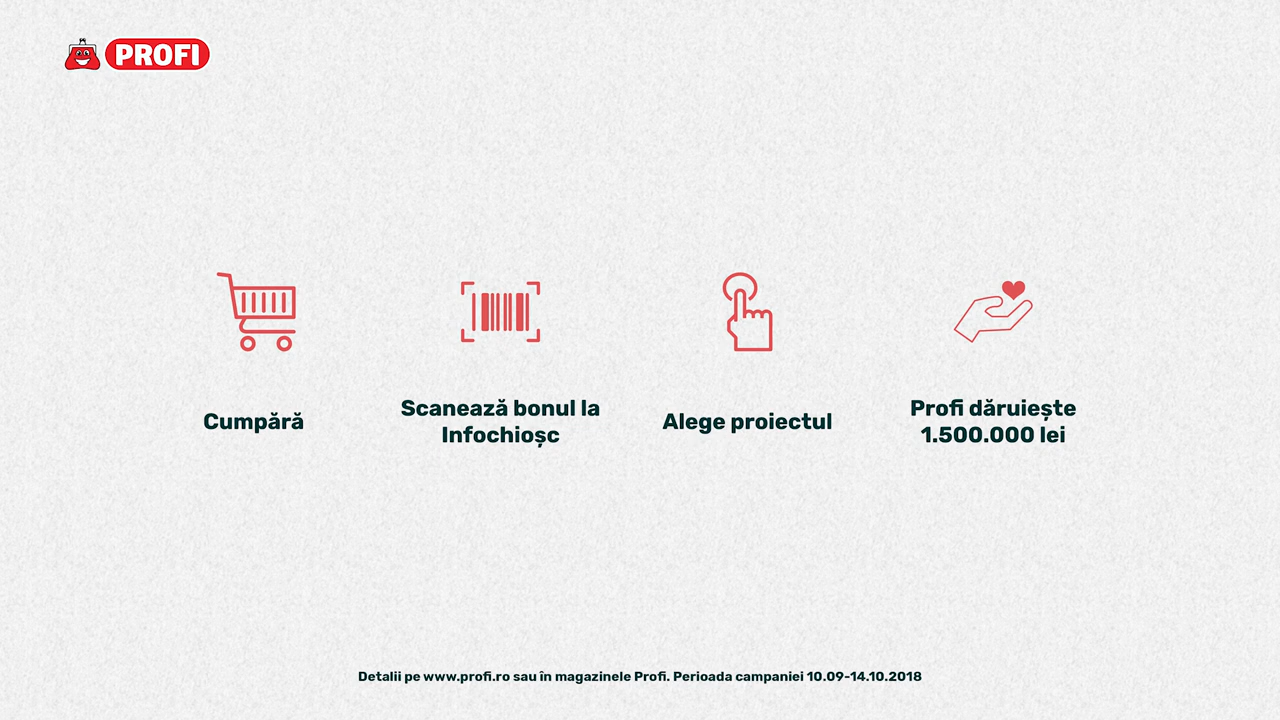 PROFI
Cumpără
Scanează bonul la
Infochioșc
Alege proiectul
Profi dăruiește
1.500.000 lei
Detalii pe www.profi.ro sau în magazinele Profi. Perioada campaniei 10.09-14.10.2018